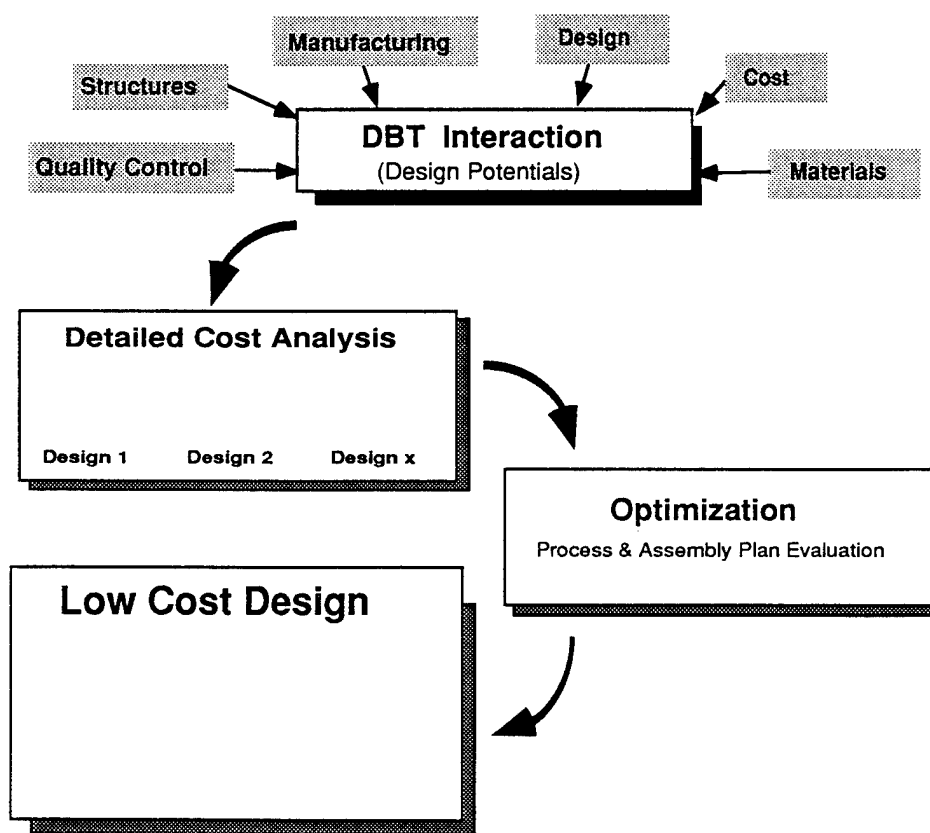 Manufacturing
Design
Structures
Cost
DBT Interaction
(Design Potentials)
Quality Control
Materials
Detailed Cost Analysis
Design 1
Design 2
Design x
Optimization
Process & Assembly Plan Evaluation
Low Cost Design